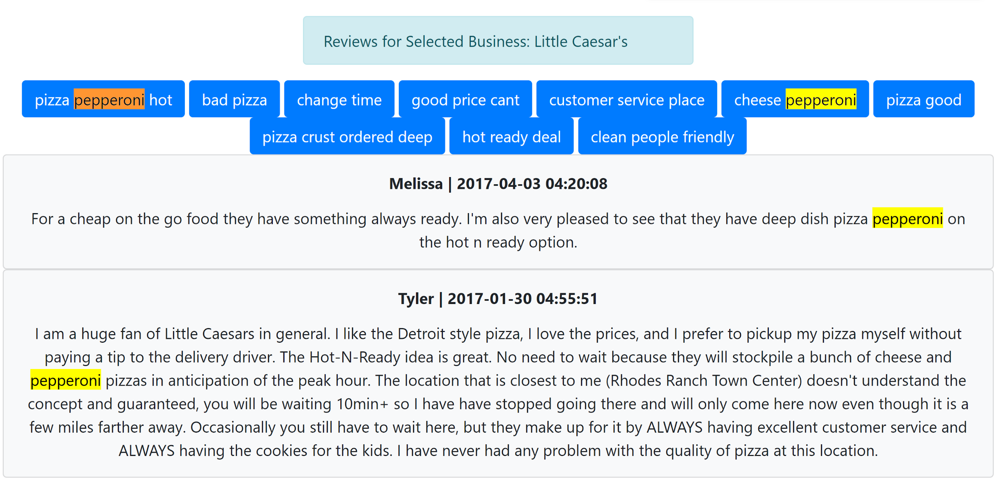 Reviews for Selected Business: Little Caesar's
pizza pepperoni hot
bad pizza
change time
good price cant
customer service place
cheese pepperoni
pizza good
pizza crust ordered deep
hot ready deal
clean people friendly
Melissa | 2017-04-03 04:20:08
For a cheap on the go food they have something always ready. I'm also very pleased to see that they have deep dish pizza pepperoni on
the hot n ready option.
Tyler | 2017-01-30 04:55:51
I am a huge fan of Little Caesars in general. I like the Detroit style pizza, I love the prices, and I prefer to pickup my pizza myself without
paying a tip to the delivery driver. The Hot-N-Ready idea is great. No need to wait because they will stockpile a bunch of cheese and
pepperoni pizzas in anticipation of the peak hour. The location that is closest to me (Rhodes Ranch Town Center) doesn't understand the
concept and guaranteed, you will be waiting 10min+ so I have have stopped going there and will only come here now even though it is a
few miles farther away. Occasionally you still have to wait here, but they make up for it by ALWAYS having excellent customer service and
ALWAYS having the cookies for the kids. I have never had any problem with the quality of pizza at this location.